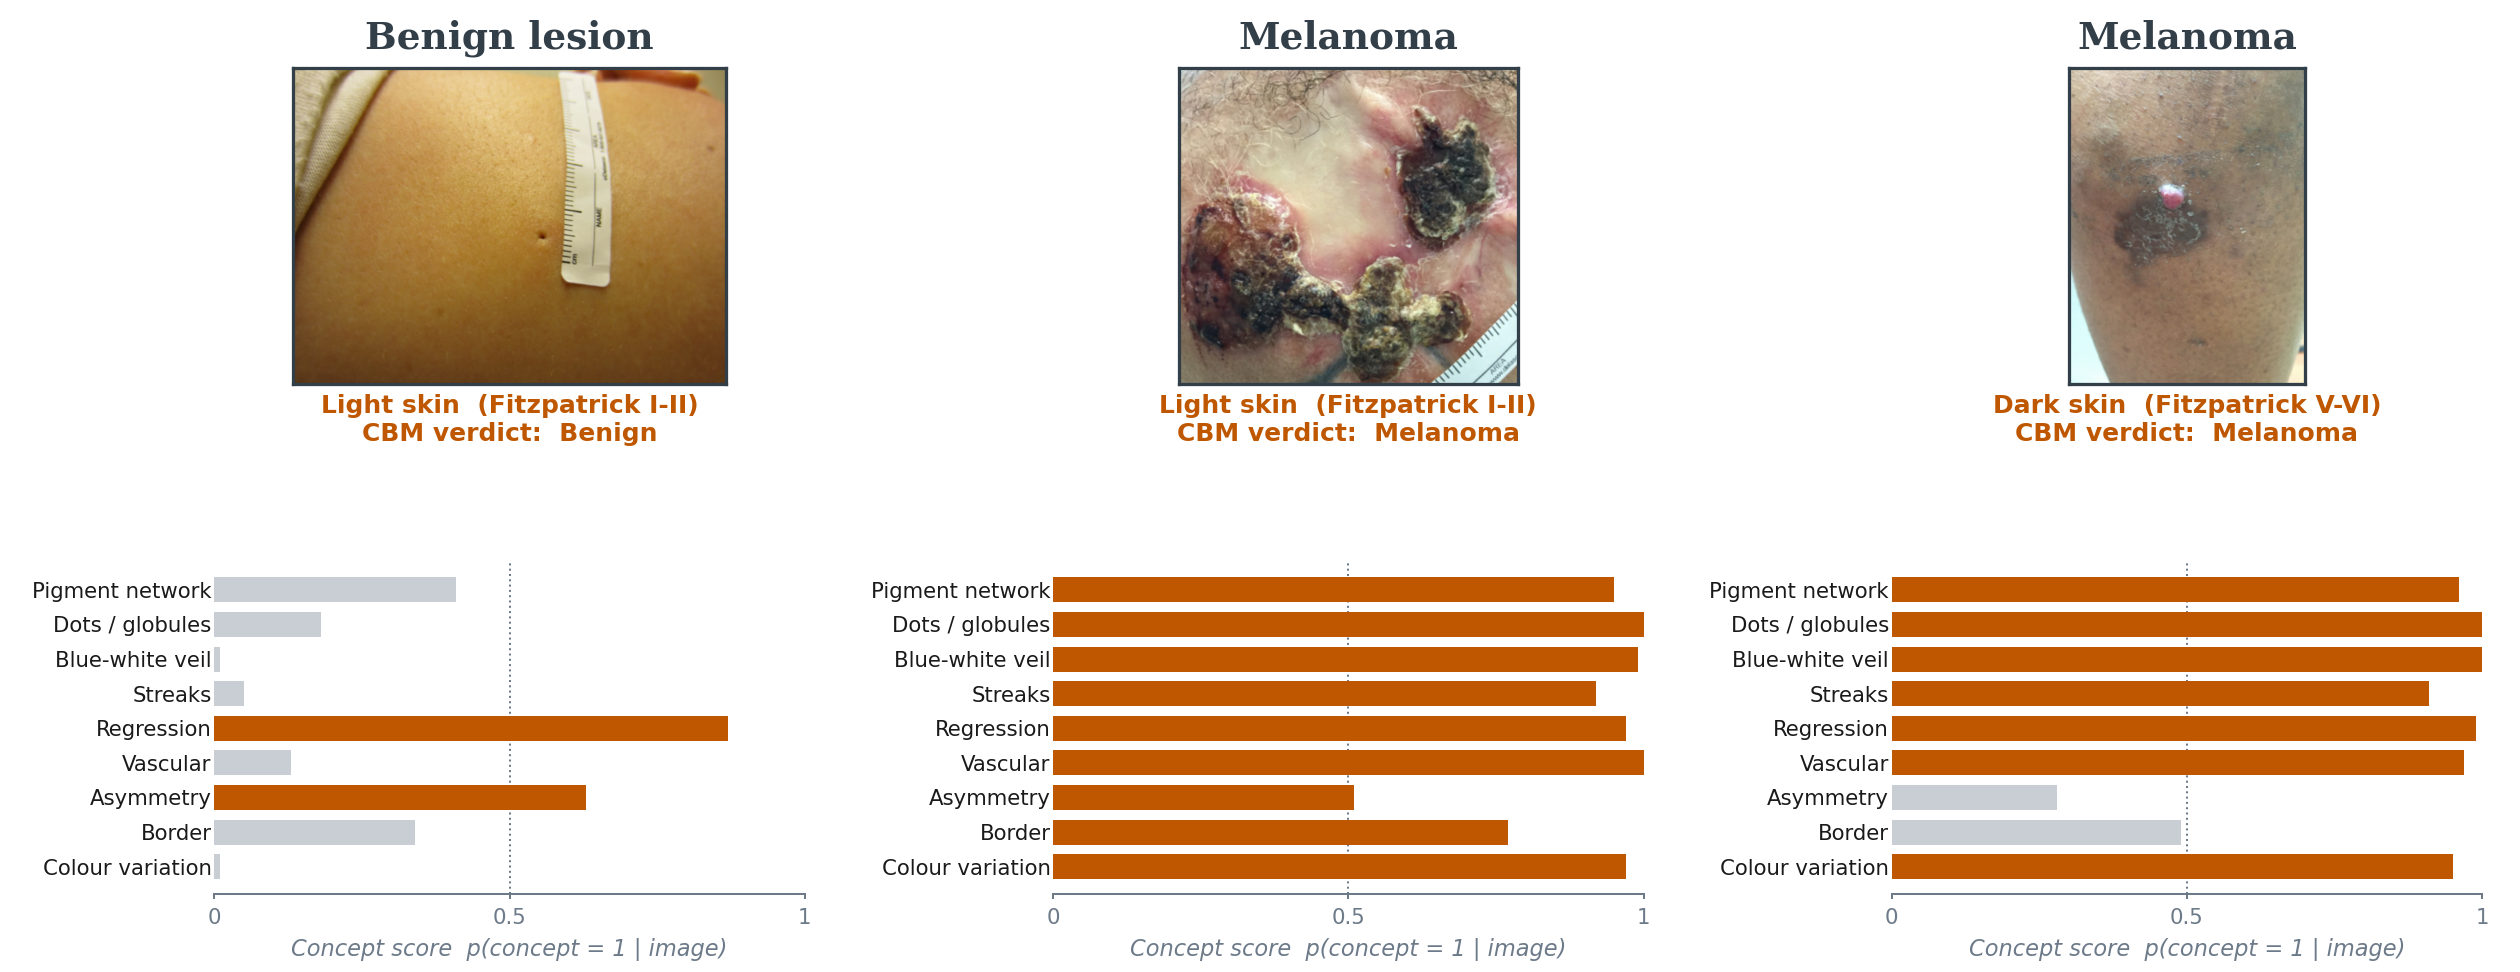 Benign lesion
Melanoma
Melanoma
NAME
cm
Light skin (Fitzpatrick I-II)
CBM verdict: Benign
Light skin (Fitzpatrick I-II)
CBM verdict: Melanoma
Dark skin (Fitzpatrick V-VI)
CBM verdict: Melanoma
Pigment network
Dots / globules
Blue-white veil
Streaks
Regression
Vascular
Asymmetry
Border
Colour variation
0 0.5 1
Concept score p(concept = 1 | image)
Pigment network
Dots / globules
Blue-white veil
Streaks
Regression
Vascular
Asymmetry
Border
Colour variation
0 0.5 1
Concept score p(concept = 1 | image)
Pigment network
Dots / globules
Blue-white veil
Streaks
Regression
Vascular
Asymmetry
Border
Colour variation
0 0.5 1
Concept score p(concept = 1 | image)